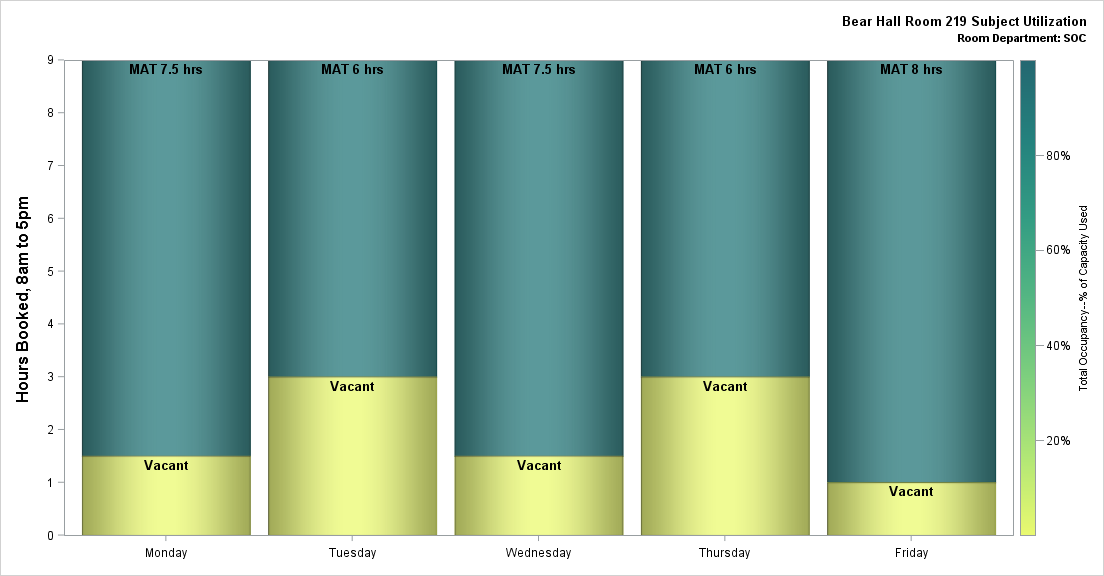 Bear Hall Room 219 Subject Utilization
Room Department: SOC
Hours Booked, 8am to 5pm
9
8
7
6
5
4
3
2
1
0
MAT 7.5 hrs
MAT 6 hrs
MAT 7.5 hrs
MAT 6 hrs
MAT 8 hrs
Vacant
Vacant
Vacant
Vacant
Vacant
Monday
Tuesday
Wednesday
Thursday
Friday
80%
60%
40%
20%
Total Occupancy--% of Capacity Used